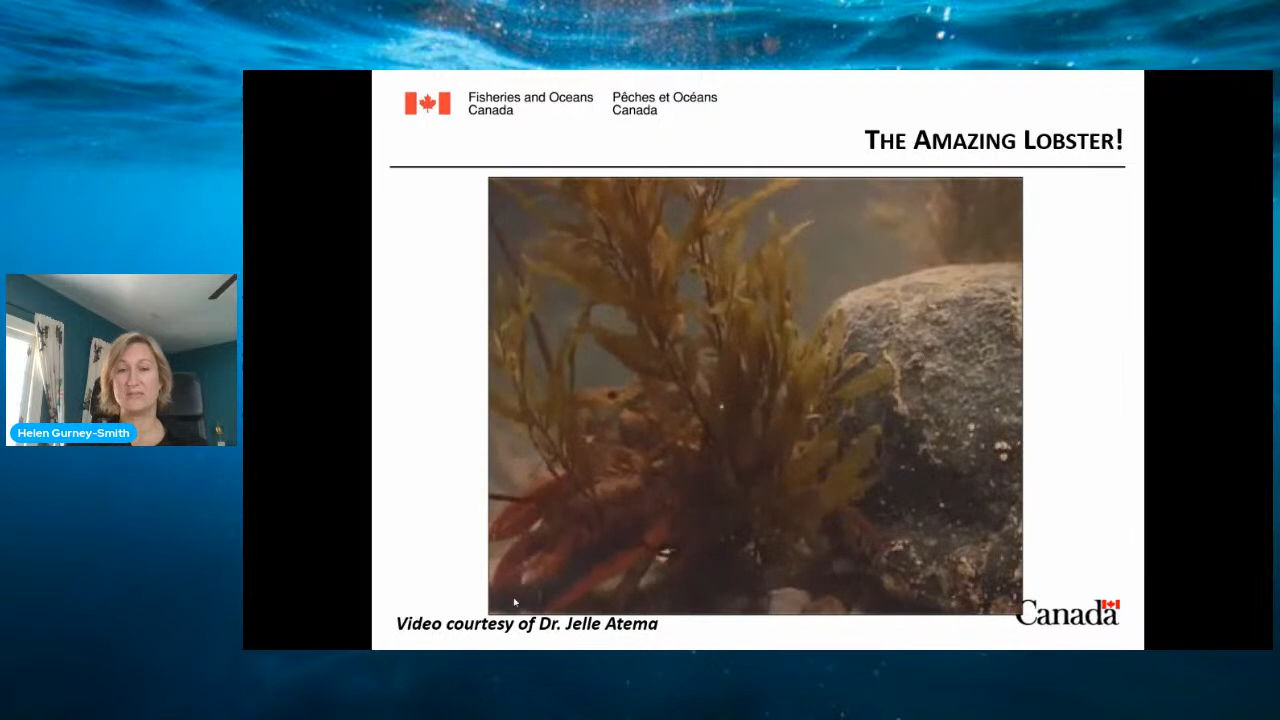 Fisheries and Oceans
Canada
Pêches et Océans
Canada
THE AMAZING LOBSTER!
Helen Gurney-Smith
Video courtesy of Dr. Jelle Atema
Canada